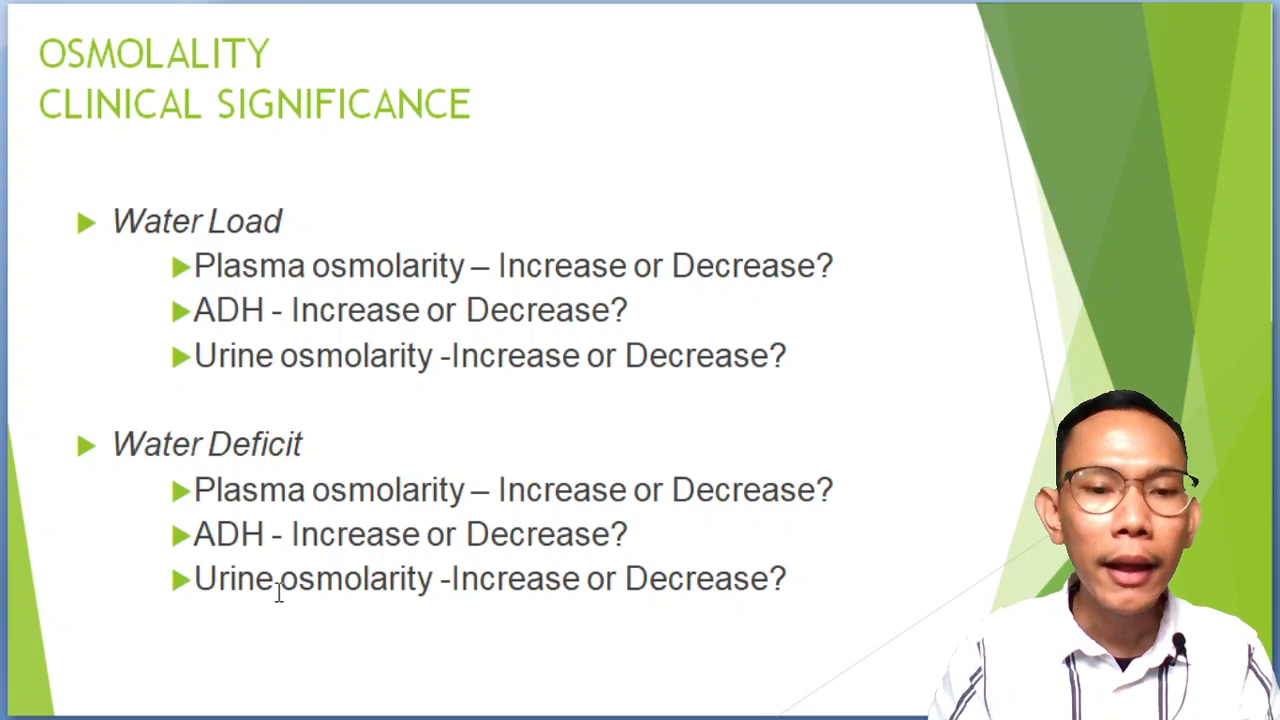 OSMOLALITY
CLINICAL SIGNIFICANCE
Water Load
Plasma osmolarity – Increase or Decrease?
ADH - Increase or Decrease?
Urine osmolarity -Increase or Decrease?
Water Deficit
Plasma osmolarity – Increase or Decrease?
ADH - Increase or Decrease?
Urine osmolarity -Increase or Decrease?